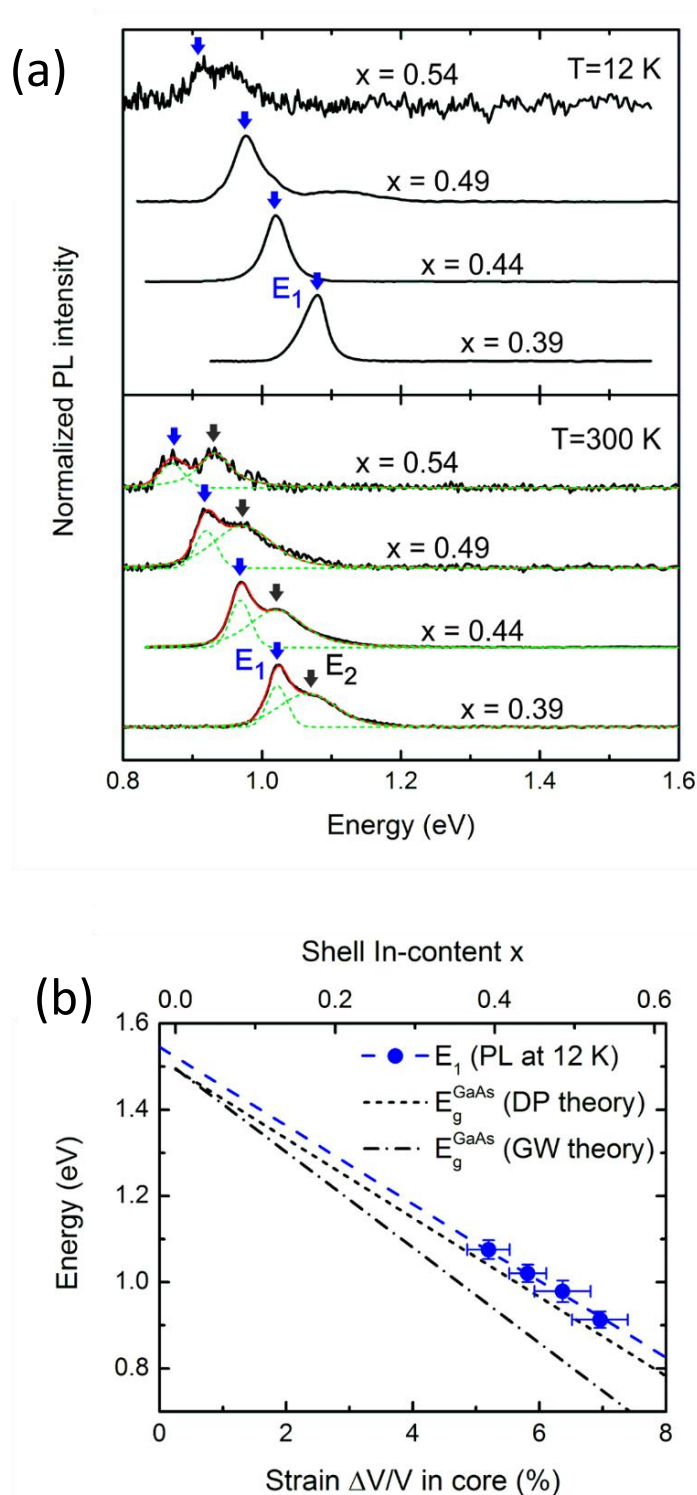 (a)
T=12 K
x = 0.54
x = 0.49
x = 0.44
E1
x = 0.39
T=300 K
x = 0.54
x = 0.49
x = 0.44
E1
E2
x = 0.39
Normalized PL intensity
0.8 1.0 1.2 1.4 1.6
Energy (eV)
(b)
Shell In-content x
0.0 0.2 0.4 0.6
1.6
1.4
1.2
1.0
0.8
Energy (eV)
E1 (PL at 12 K)
EgGaAs (DP theory)
EgGaAs (GW theory)
0 2 4 6 8
Strain ΔV/V in core (%)